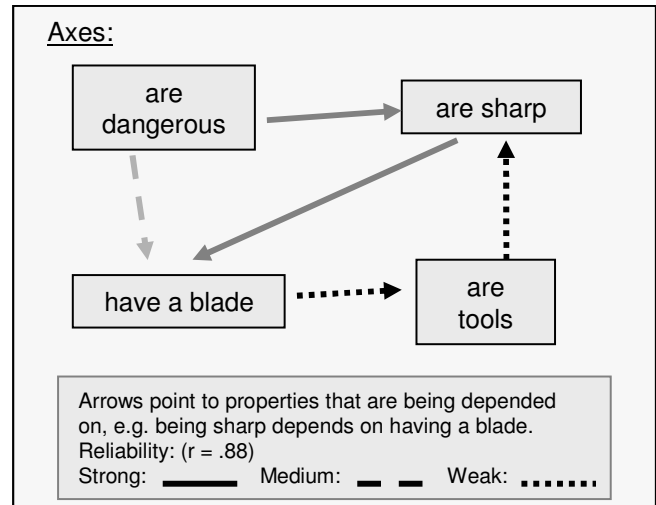 Axes:
are
dangerous
are sharp
have a blade
are
tools
Arrows point to properties that are being depended
on, e.g. being sharp depends on having a blade.
Reliability: (r = .88)
Strong: Medium: Weak: